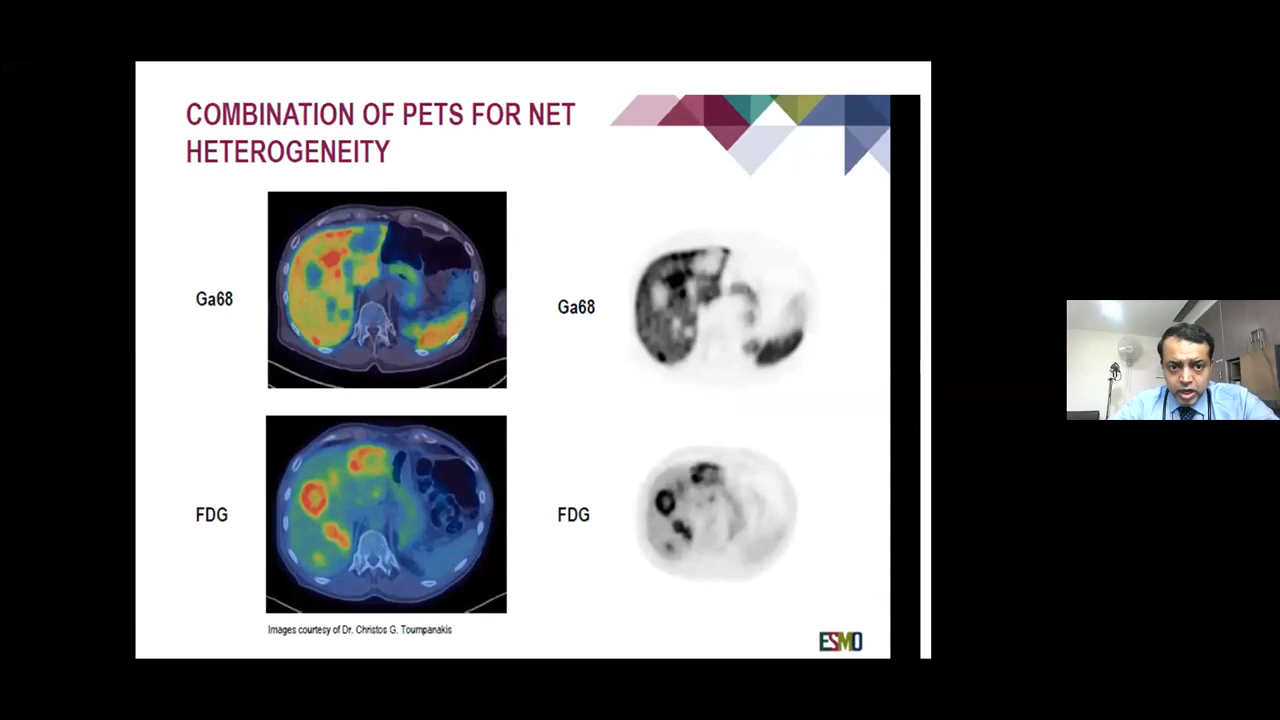 COMBINATION OF PETS FOR NET
HETEROGENEITY
Ga68
Ga68
FDG
FDG
Images courtesy of Dr. Christos G. Toumpanakis
ESMO